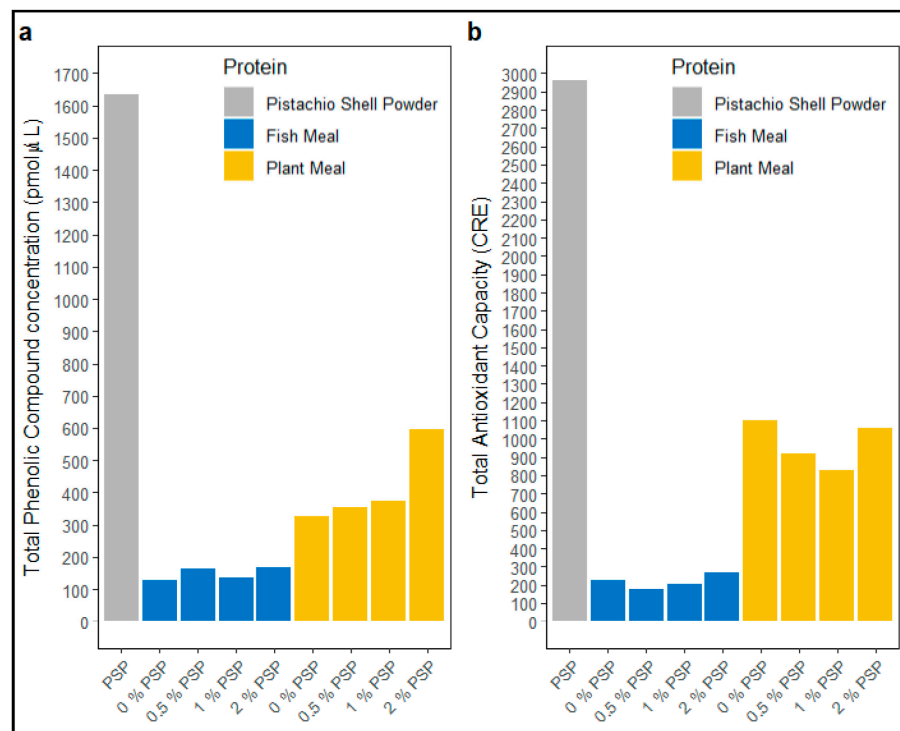 a
Total Phenolic Compound concentration (pmol/µL)
1700
1600
1500
1400
1300
1200
1100
1000
900
800
700
600
500
400
300
200
100
0
Protein
Pistachio Shell Powder
Fish Meal
Plant Meal
PSP
0 % PSP
0.5 % PSP
1 % PSP
2 % PSP
0 % PSP
0.5 % PSP
1 % PSP
2 % PSP
b
Total Antioxidant Capacity (CRE)
3000
2900
2800
2700
2600
2500
2400
2300
2200
2100
2000
1900
1800
1700
1600
1500
1400
1300
1200
1100
1000
900
800
700
600
500
400
300
200
100
0
Protein
Pistachio Shell Powder
Fish Meal
Plant Meal
PSP
0 % PSP
0.5 % PSP
1 % PSP
2 % PSP
0 % PSP
0.5 % PSP
1 % PSP
2 % PSP